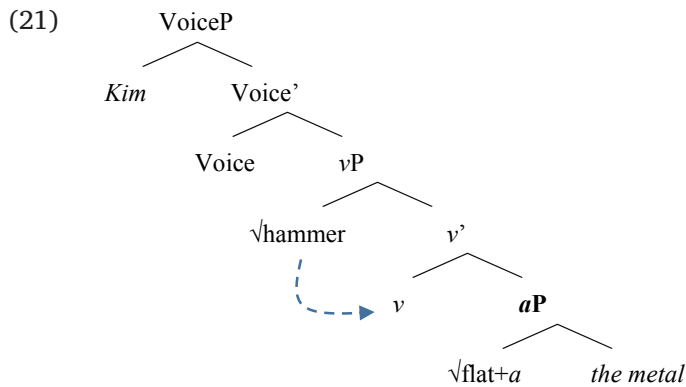 (21) VoiceP
Kim Voice’
Voice vP
√hammer v’
v aP
√flat+a the metal